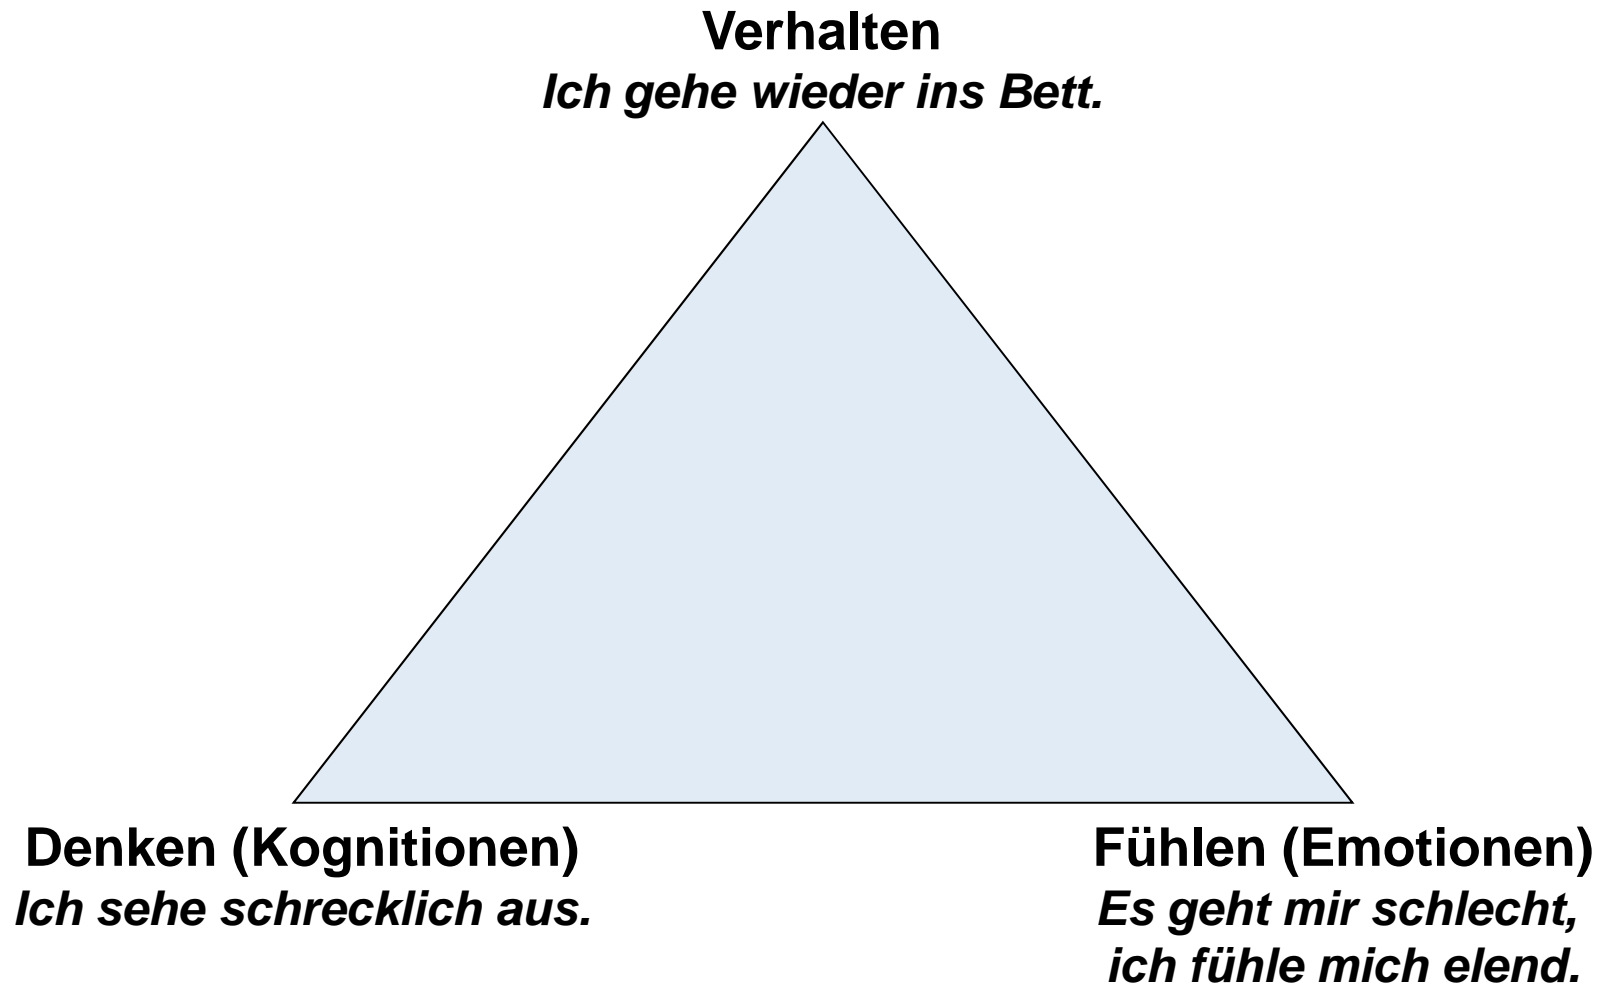 Verhalten
Ich gehe wieder ins Bett.
Denken (Kognitionen)
Ich sehe schrecklich aus.
Fühlen (Emotionen)
Es geht mir schlecht,
ich fühle mich elend.